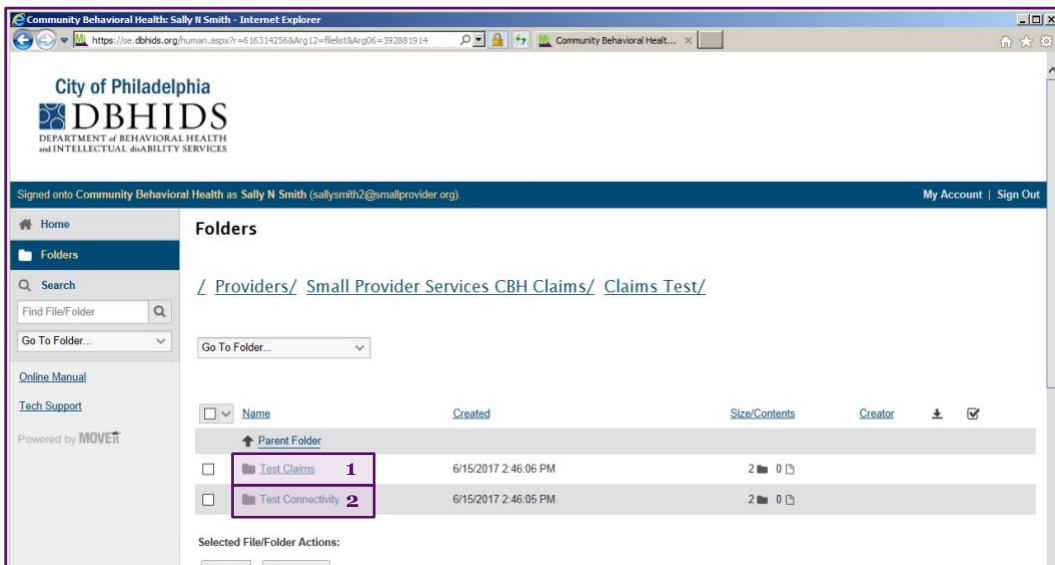 Community Behavioral Health: Sally N Smith - Internet Explorer
https://se.dbhids.org/human.aspx?r=616314256&Arg12=filelist&Arg06=392881914
Community Behavioral Healt...
City of Philadelphia
DBHIDS
DEPARTMENT of BEHAVIORAL HEALTH
and INTELLECTUAL disABILITY SERVICES
Signed onto Community Behavioral Health as Sally N Smith (sallysmith2@smallprovider.org).
My Account | Sign Out
Home
Folders
Search
Find File/Folder
Go To Folder...
Online Manual
Tech Support
Powered by MOVEit
Folders
/ Providers/ Small Provider Services CBH Claims/ Claims Test/
Go To Folder...
Name Created Size/Contents Creator
Parent Folder
Test Claims 1 6/15/2017 2:46:06 PM 2 0
Test Connectivity 2 6/15/2017 2:46:05 PM 2 0
Selected File/Folder Actions: